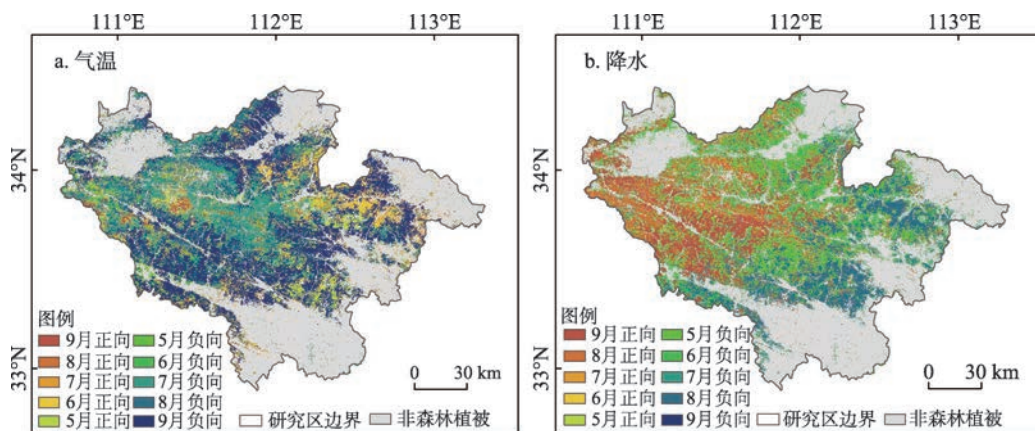 111°E 112°E 113°E
a. 气温
34°N
33°N
图例
9月正向 5月负向
8月正向 6月负向
7月正向 7月负向
6月正向 8月负向
5月正向 9月负向 研究区边界 非森林植被
0 30 km
111°E 112°E 113°E
b. 降水
34°N
33°N
图例
9月正向 5月负向
8月正向 6月负向
7月正向 7月负向
6月正向 8月负向
5月正向 9月负向 研究区边界 非森林植被
0 30 km